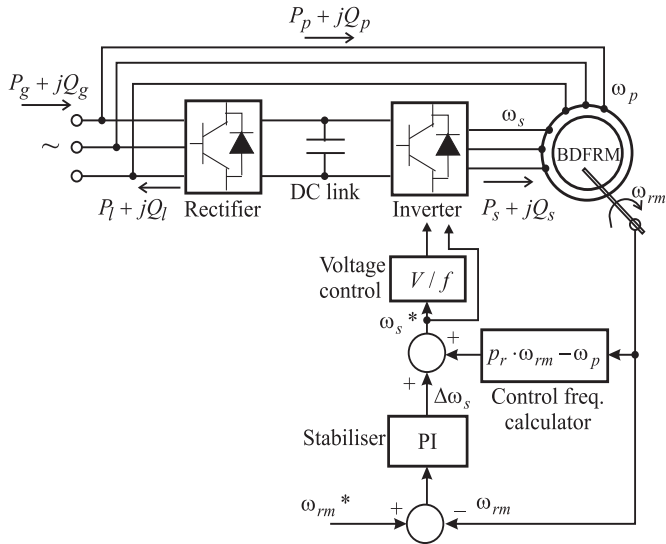 P_p + jQ_p
P_g + jQ_g
ω_p
ω_s
~
BDFRM
DC link
ω_rm
P_l + jQ_l
Rectifier
Inverter
P_s + jQ_s
Voltage
control
V / f
ω_s *
+
p_r · ω_rm − ω_p
+
Δω_s
Control freq.
calculator
Stabiliser
PI
ω_rm *
+
− ω_rm